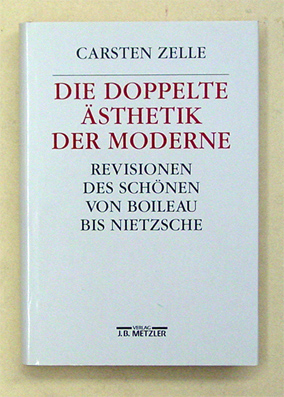 CARSTEN ZELLE
DIE DOPPELTE
ÄSTHETIK
DER MODERNE
REVISIONEN
DES SCHÖNEN
VON BOILEAU
BIS NIETZSCHE
VERLAG
J.B. METZLER